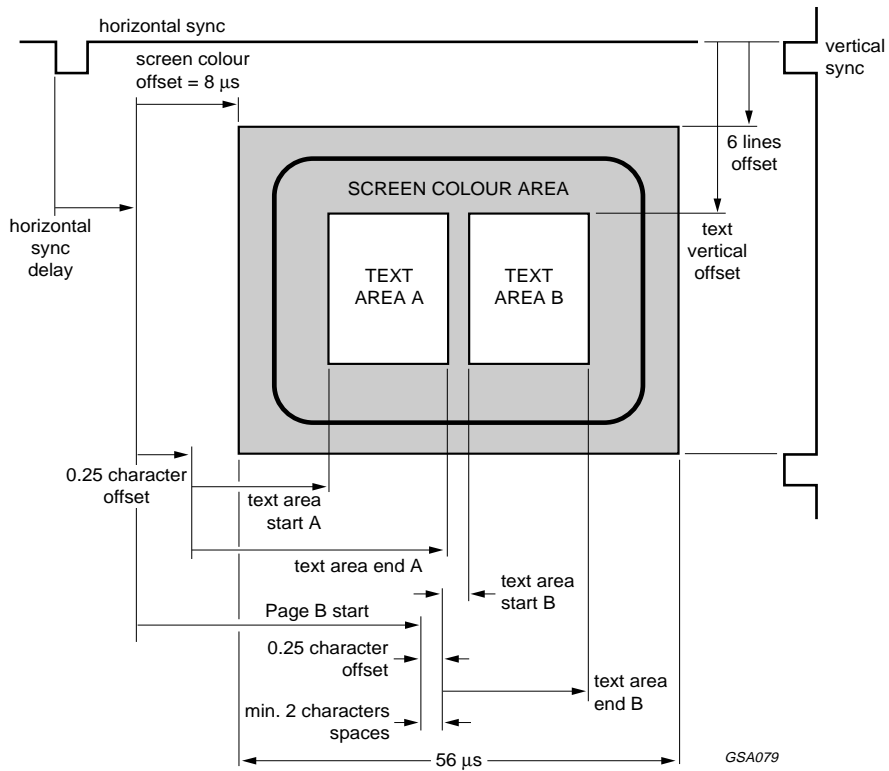 horizontal sync
screen colour
offset = 8 µs
vertical
sync
6 lines
offset
SCREEN COLOUR AREA
horizontal
sync
delay
text
vertical
offset
TEXT
AREA A
TEXT
AREA B
0.25 character
offset
text area
start A
text area end A
text area
start B
Page B start
0.25 character
offset
text area
end B
min. 2 characters
spaces
56 µs
GSA079